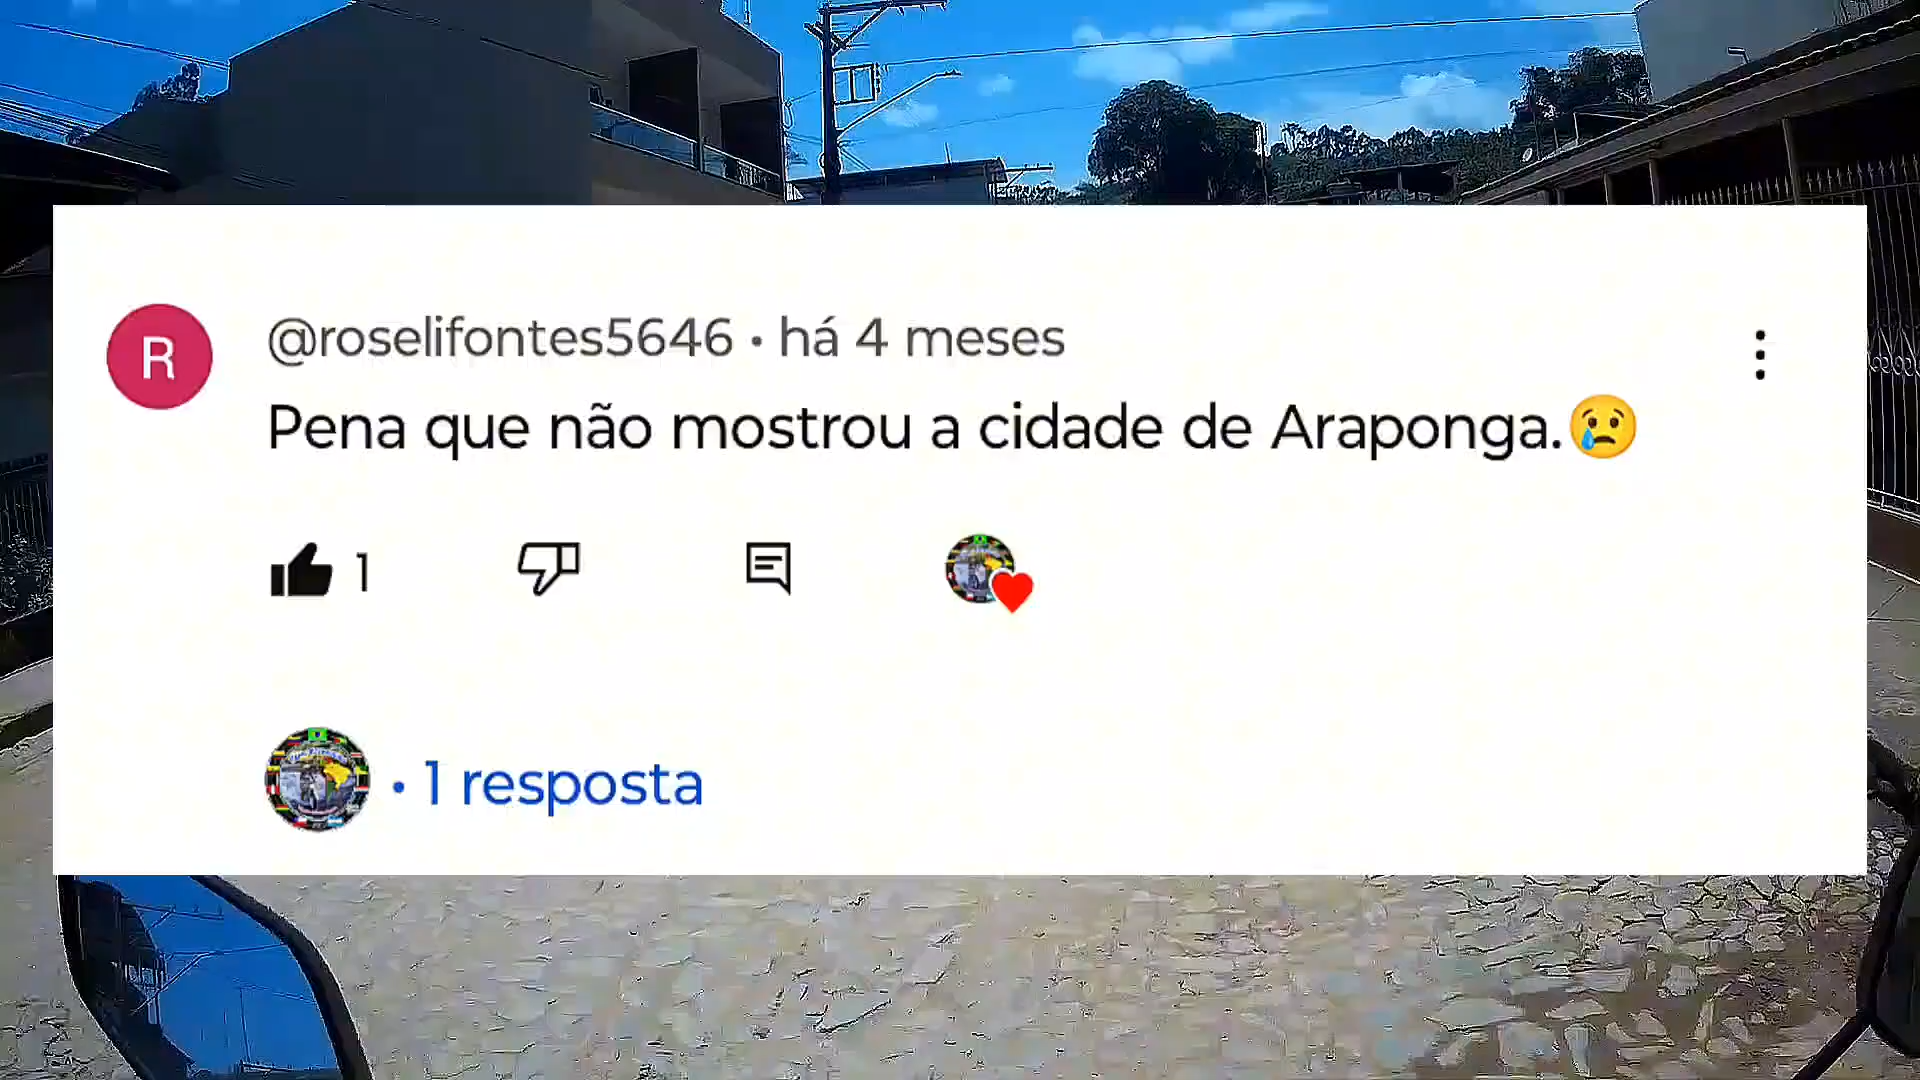 R
@roselifontes5646 • há 4 meses
Pena que não mostrou a cidade de Araponga.😢
1
• 1 resposta